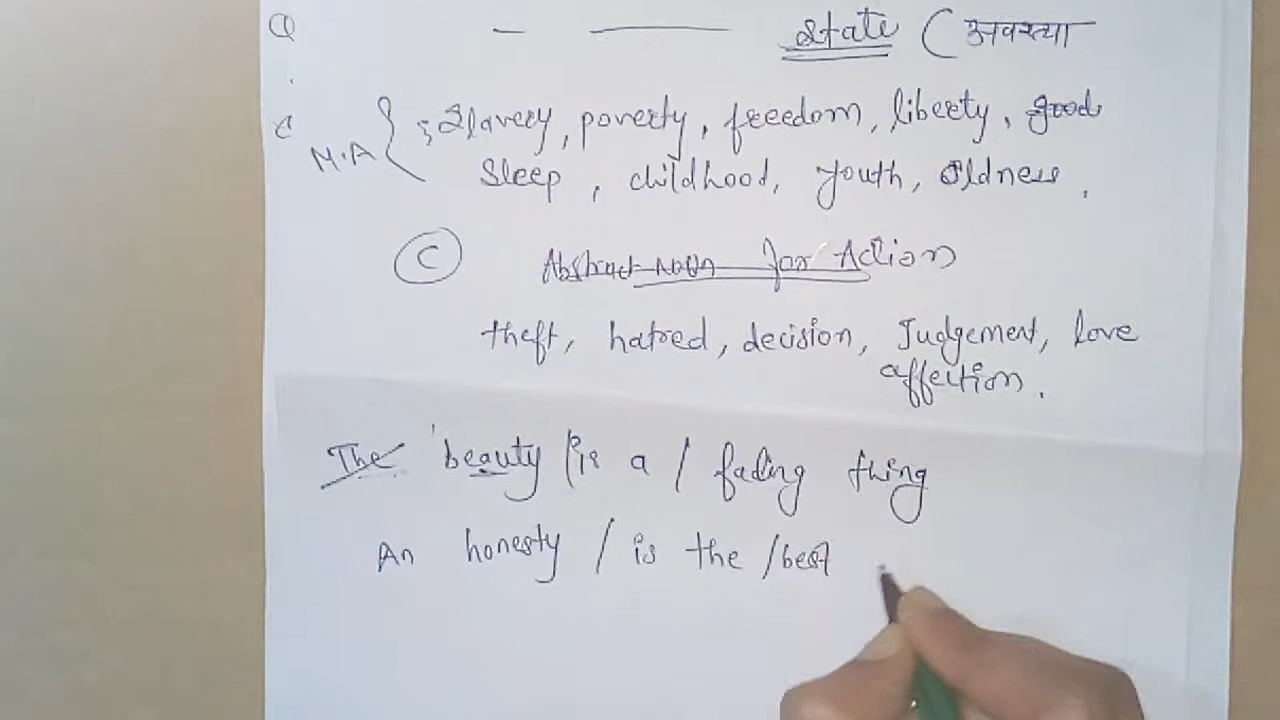 State (अवस्था
M.A { ; Slavery, poverty, freedom, liberty, good
sleep, childhood, youth, oldness,
C Abstract noun for Action
theft, hatred, decision, Judgement, love
affection.
The beauty / is a / fading thing
An honesty / is the / best